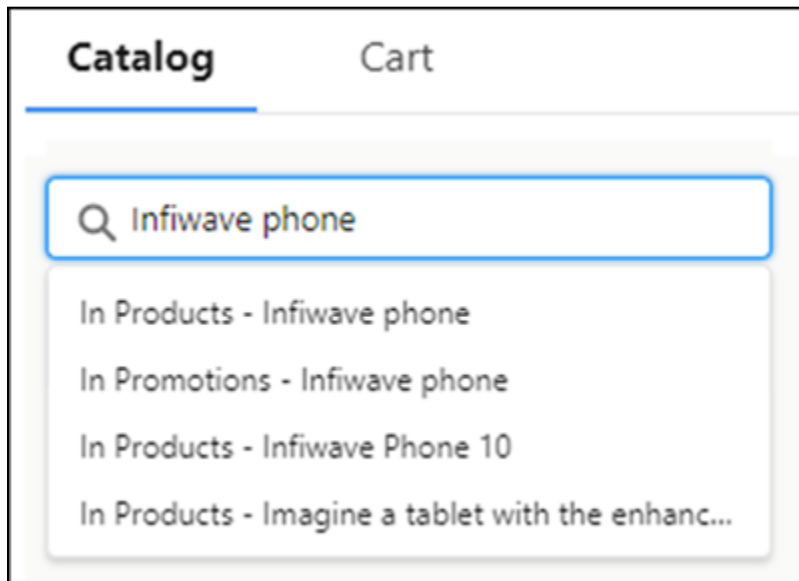 Catalog Cart
Infiwave phone
In Products - Infiwave phone
In Promotions - Infiwave phone
In Products - Infiwave Phone 10
In Products - Imagine a tablet with the enhanc...